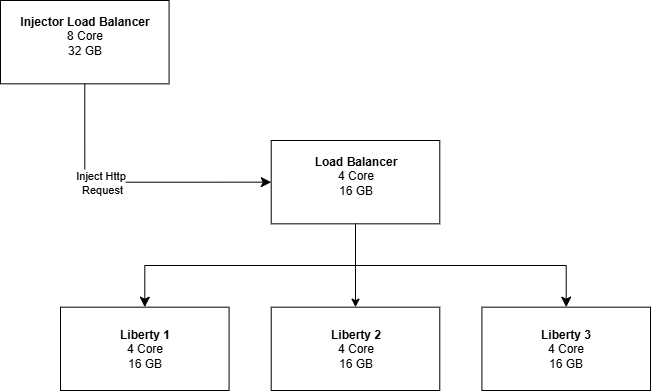 Injector Load Balancer
8 Core
32 GB
Inject Http
Request
Load Balancer
4 Core
16 GB
Liberty 1
4 Core
16 GB
Liberty 2
4 Core
16 GB
Liberty 3
4 Core
16 GB